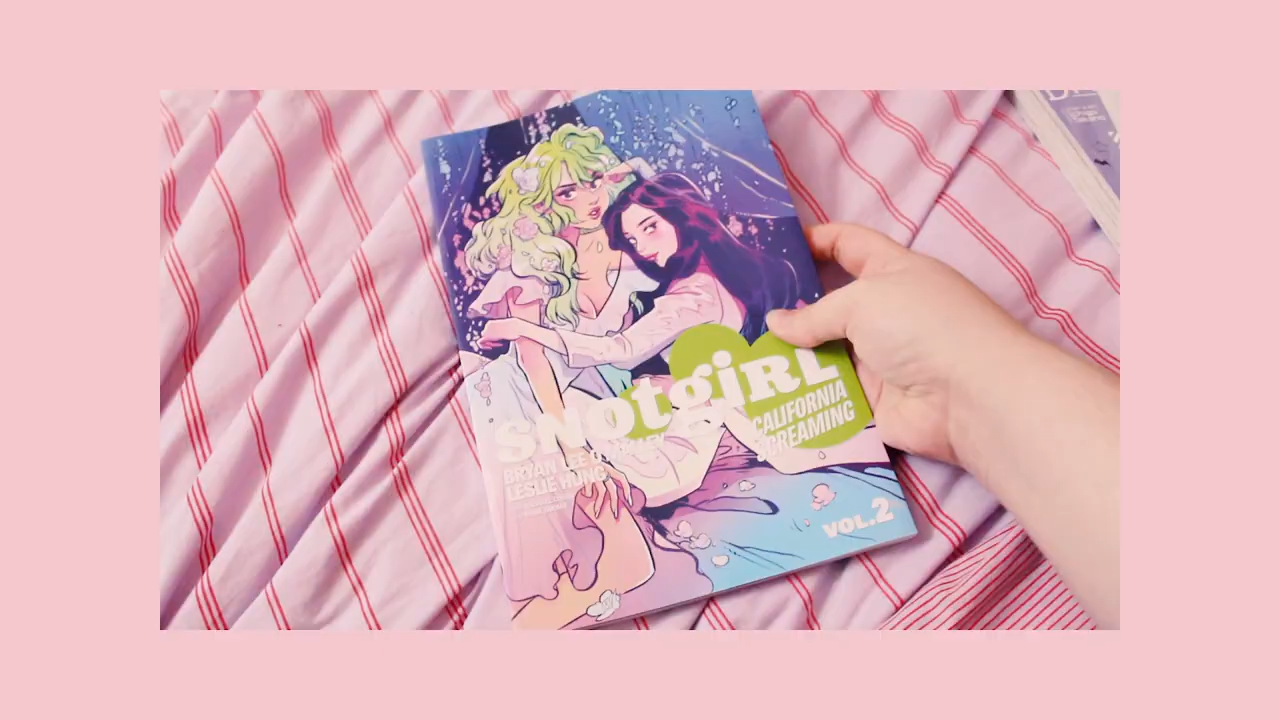 SNotgiRL
CALIFORNIA
SCREAMING
BRYAN LEE O'MALLEY
LESLIE HUNG
VOL.2